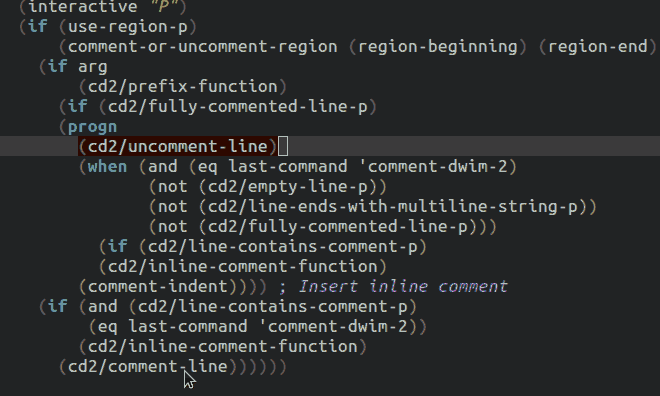 (interactive "P")
(if (use-region-p)
(comment-or-uncomment-region (region-beginning) (region-end)
(if arg
(cd2/prefix-function)
(if (cd2/fully-commented-line-p)
(progn
(cd2/uncomment-line)
(when (and (eq last-command 'comment-dwim-2)
(not (cd2/empty-line-p))
(not (cd2/line-ends-with-multiline-string-p))
(not (cd2/fully-commented-line-p)))
(if (cd2/line-contains-comment-p)
(cd2/inline-comment-function)
(comment-indent)))) ; Insert inline comment
(if (and (cd2/line-contains-comment-p)
(eq last-command 'comment-dwim-2))
(cd2/inline-comment-function)
(cd2/comment-line))))))